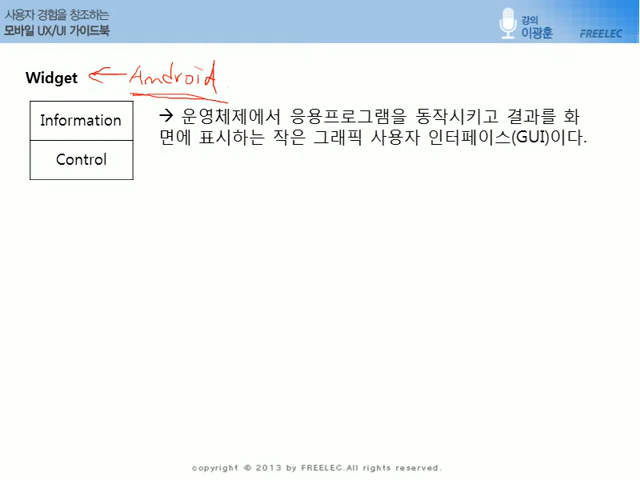 사용자 경험을 창조하는
모바일 UX/UI 가이드북
강의
이광훈
FREELEC
Widget ← Android
Information
Control
→ 운영체제에서 응용프로그램을 동작시키고 결과를 화
면에 표시하는 작은 그래픽 사용자 인터페이스(GUI)이다.
copyright © 2013 by FREELEC.All rights reserved.